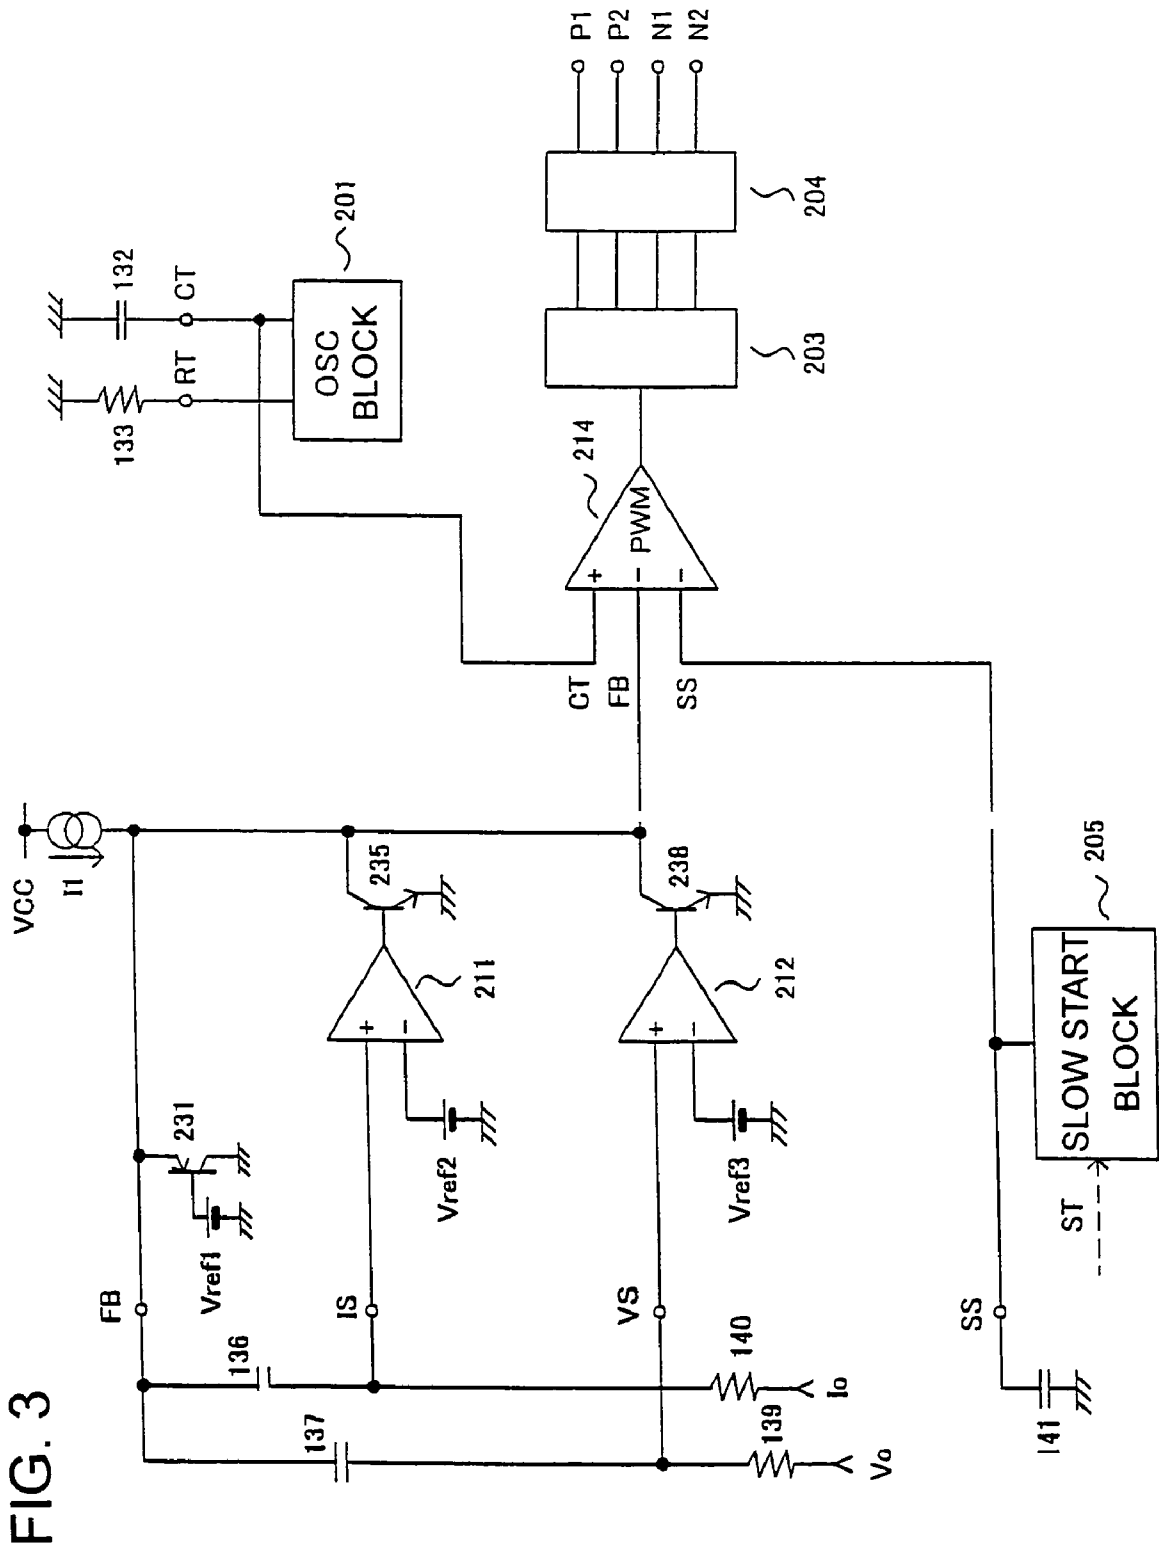 FIG. 3
VCC
I1
FB
Vref1
231
136
137
IS
Vref2
211
235
VS
Vref3
212
238
140
139
Io
Vo
SS
141
ST
SLOW START
BLOCK
205
133
132
RT
CT
OSC
BLOCK
201
CT
FB
SS
+
−
−
PWM
214
+
−
+
−
203
204
P1
P2
N1
N2